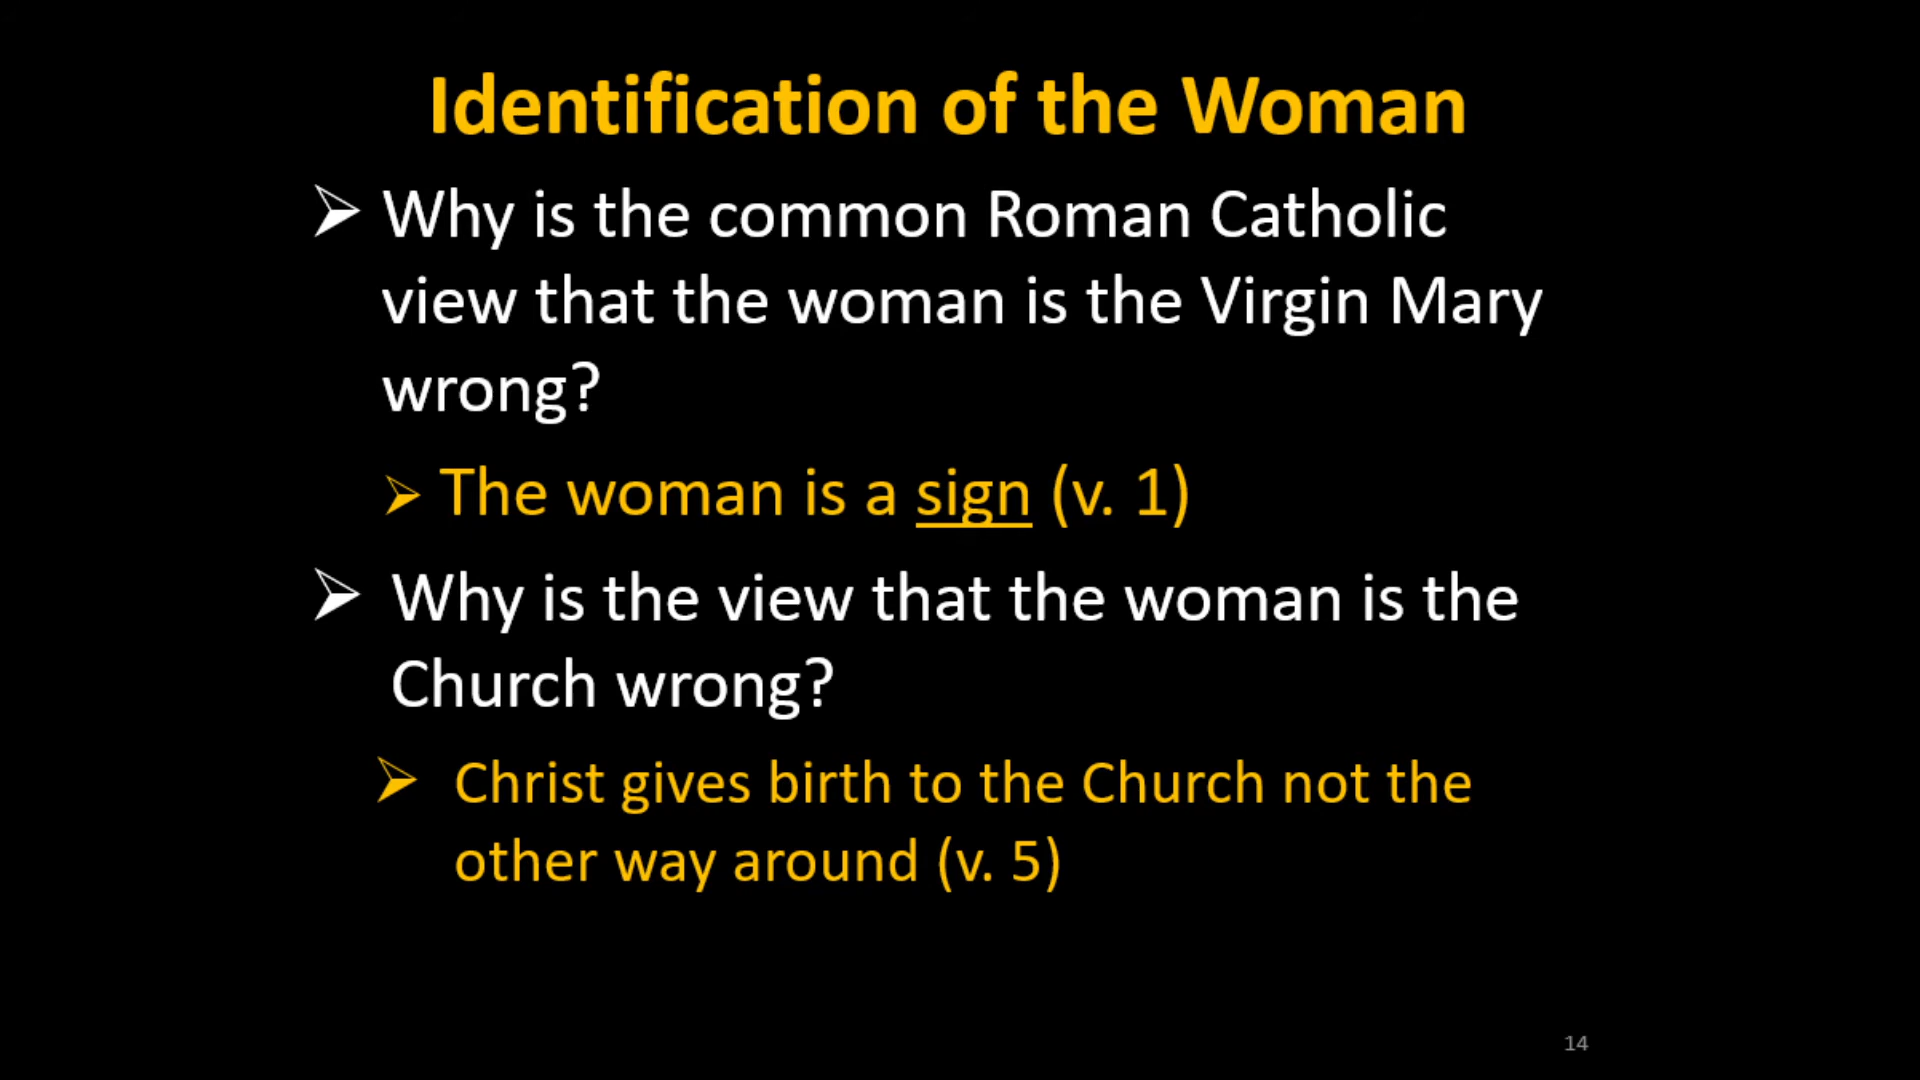 Identification of the Woman
➢ Why is the common Roman Catholic
view that the woman is the Virgin Mary
wrong?
➢ The woman is a sign (v. 1)
➢ Why is the view that the woman is the
Church wrong?
➢ Christ gives birth to the Church not the
other way around (v. 5)
14